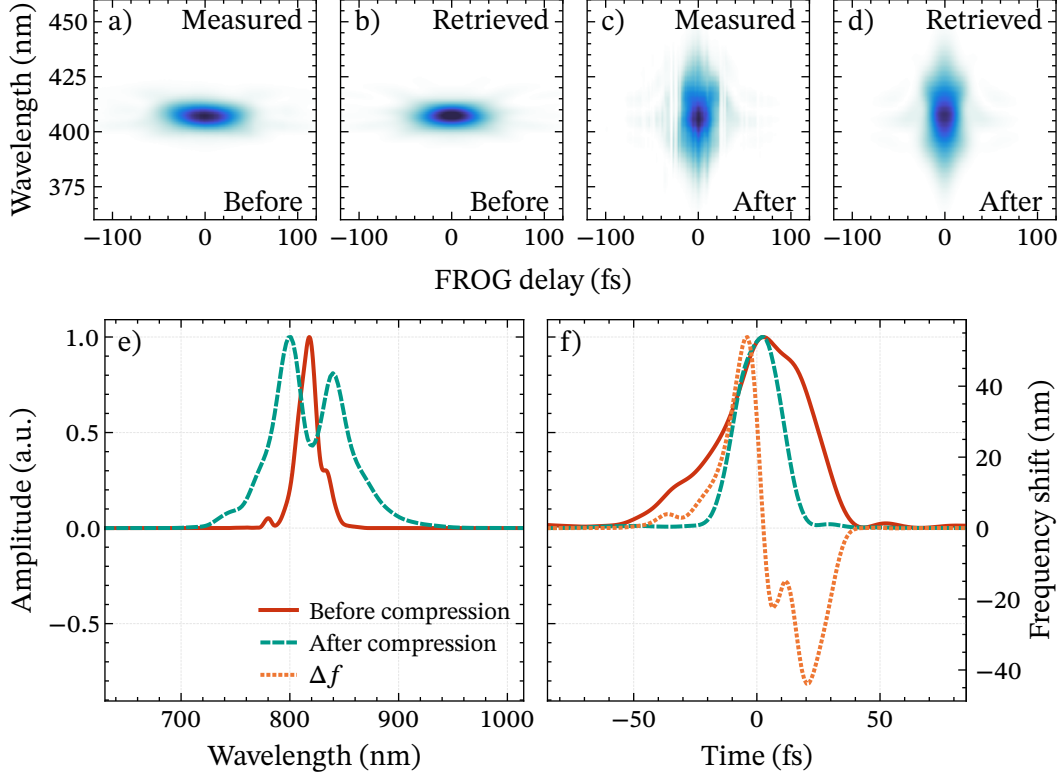 a) Measured
b) Retrieved
c) Measured
d) Retrieved
Before
Before
After
After
450
425
400
375
Wavelength (nm)
−100 0 100
−100 0 100
−100 0 100
−100 0 100
FROG delay (fs)
e)
1.0
0.5
0.0
−0.5
Amplitude (a.u.)
Before compression
After compression
Δf
700 800 900 1000
Wavelength (nm)
f)
40
20
0
−20
−40
Frequency shift (nm)
−50 0 50
Time (fs)